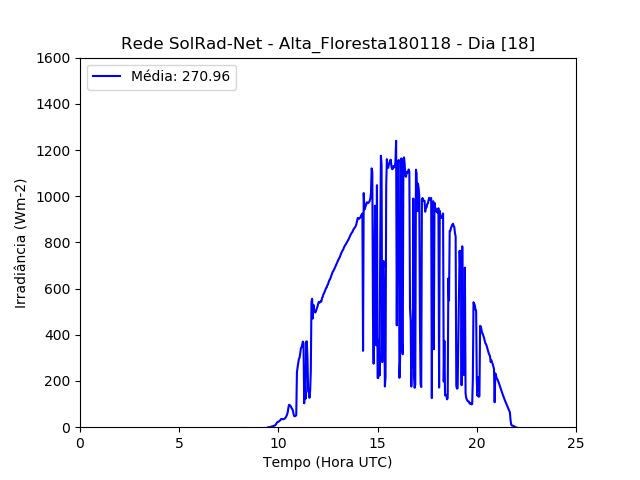 Rede SolRad-Net - Alta_Floresta180118 - Dia [18]
Média: 270.96
1600
1400
1200
1000
800
600
400
200
0
Irradiância (Wm-2)
0 5 10 15 20 25
Tempo (Hora UTC)